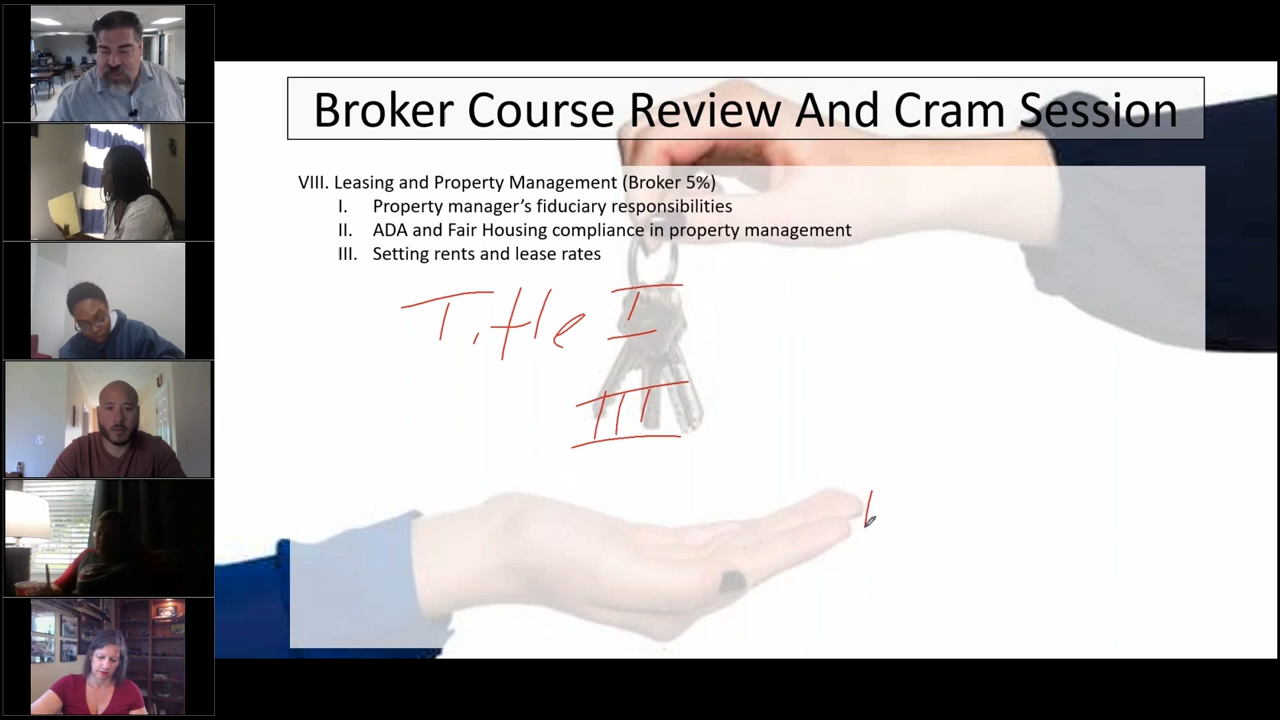 Broker Course Review And Cram Session
VIII. Leasing and Property Management (Broker 5%)
I. Property manager's fiduciary responsibilities
II. ADA and Fair Housing compliance in property management
III. Setting rents and lease rates
Title I
III